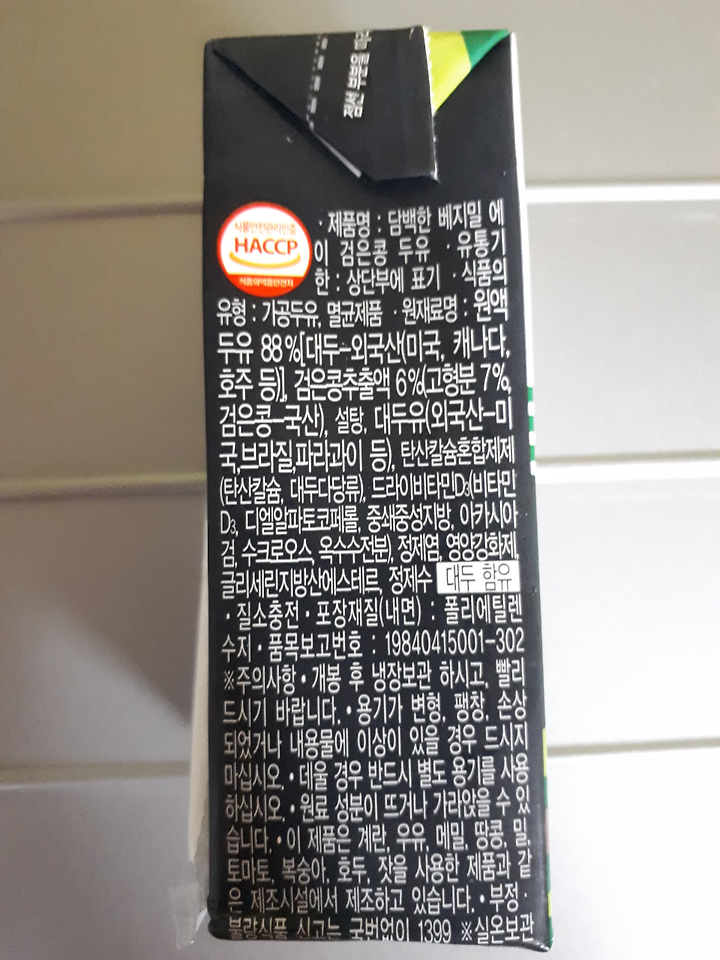 점선 부분을
식품안전관리인증
HACCP
식품의약품안전처
· 제품명 : 담백한 베지밀 에
이 검은콩 두유 · 유통기
한 : 상단부에 표기 · 식품의
유형 : 가공두유, 멸균제품 · 원재료명 : 원액
두유 88%[대두-외국산(미국, 캐나다,
호주 등)], 검은콩추출액 6%(고형분 7%,
검은콩-국산), 설탕, 대두유(외국산-미
국,브라질,파라과이 등), 탄산칼슘혼합제제
(탄산칼슘, 대두다당류), 드라이비타민D₃(비타민
D₃, 디엘알파토코페롤, 중쇄중성지방, 아카시아
검, 수크로오스, 옥수수전분), 정제염, 영양강화제,
글리세린지방산에스테르, 정제수 대두 함유
· 질소충전 · 포장재질(내면) : 폴리에틸렌
수지 · 품목보고번호 : 19840415001-302
※주의사항 · 개봉 후 냉장보관 하시고, 빨리
드시기 바랍니다. · 용기가 변형, 팽창, 손상
되었거나 내용물에 이상이 있을 경우 드시지
마십시오 · 데울 경우 반드시 별도 용기를 사용
하십시오 · 원료 성분이 뜨거나 가라앉을 수 있
습니다. · 이 제품은 계란, 우유, 메밀, 땅콩, 밀,
토마토, 복숭아, 호두, 잣을 사용한 제품과 같
은 제조시설에서 제조하고 있습니다. · 부정·
불량식품 신고는 국번없이 1399 ※실온보관